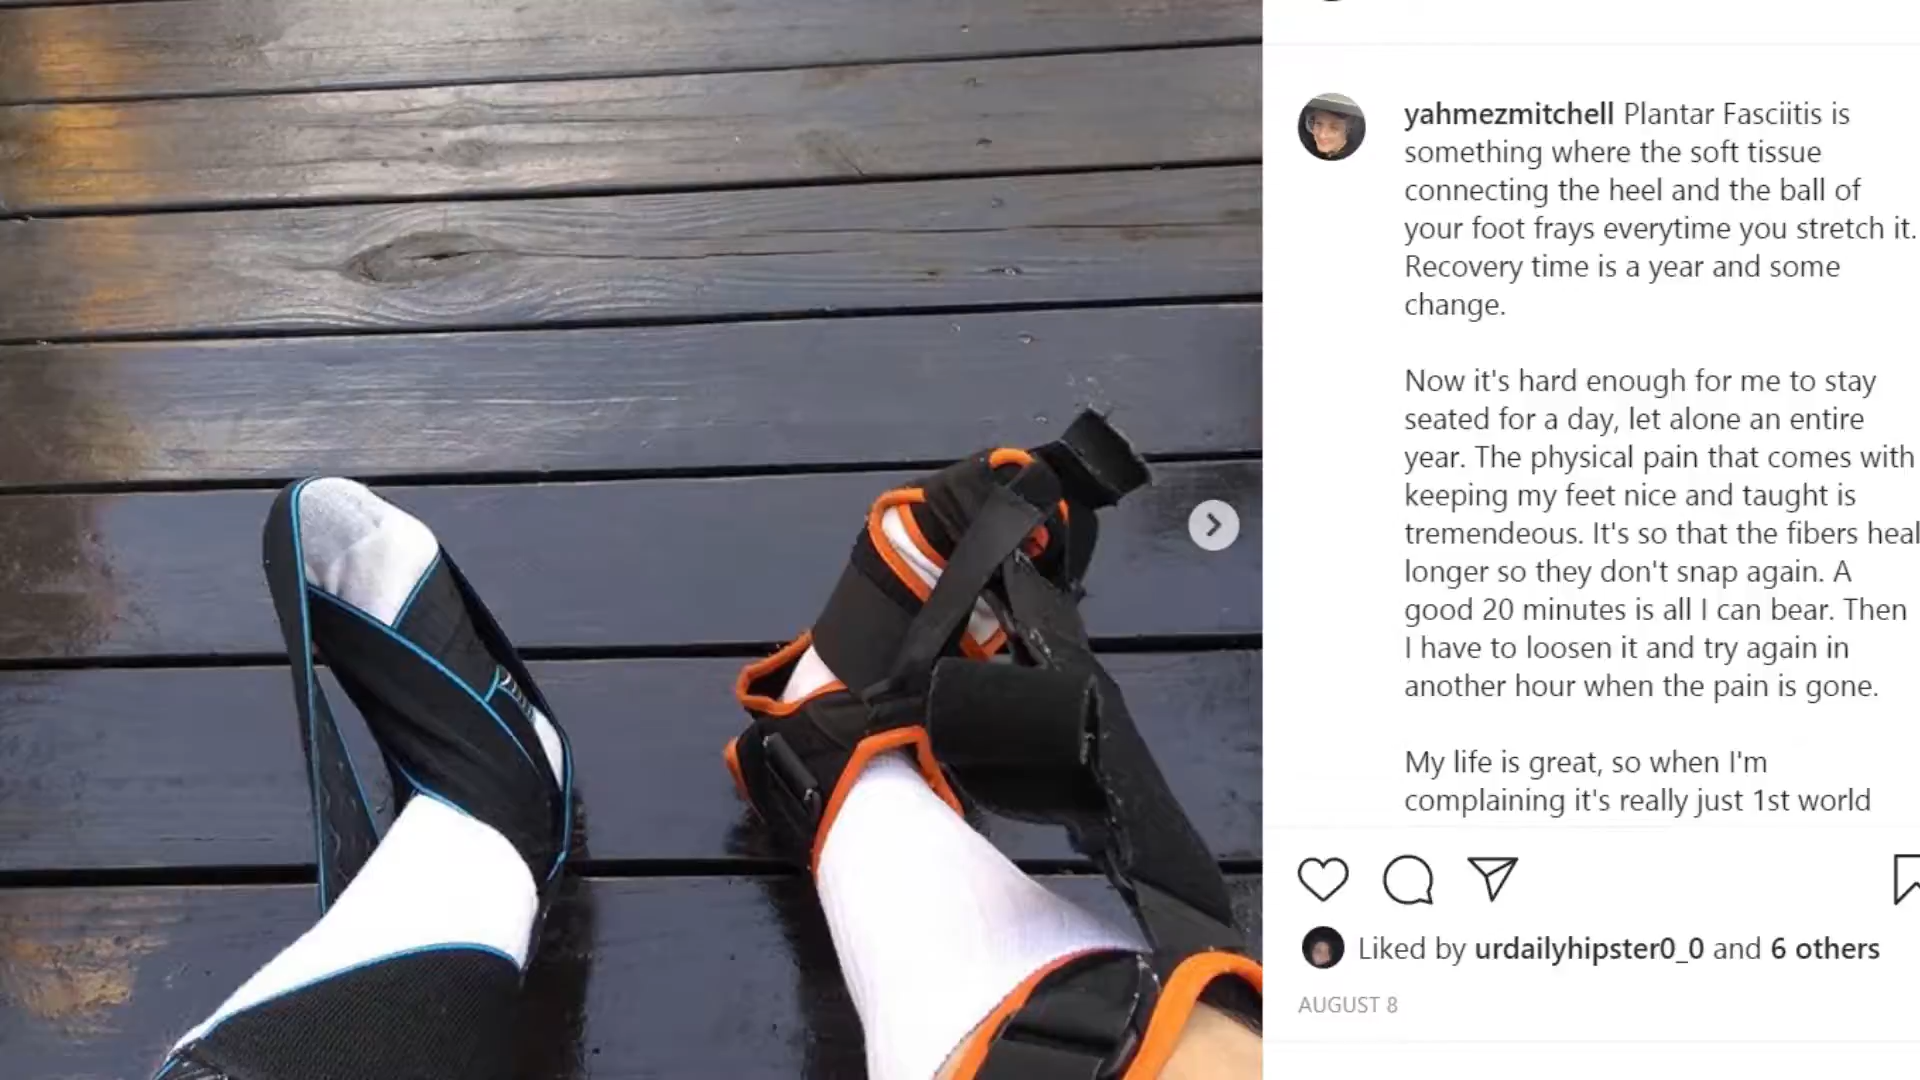 yahmezmitchell Plantar Fasciitis is
something where the soft tissue
connecting the heel and the ball of
your foot frays everytime you stretch it.
Recovery time is a year and some
change.
Now it's hard enough for me to stay
seated for a day, let alone an entire
year. The physical pain that comes with
keeping my feet nice and taught is
tremendeous. It's so that the fibers heal
longer so they don't snap again. A
good 20 minutes is all I can bear. Then
I have to loosen it and try again in
another hour when the pain is gone.
My life is great, so when I'm
complaining it's really just 1st world
Liked by urdailyhipster0_0 and 6 others
AUGUST 8